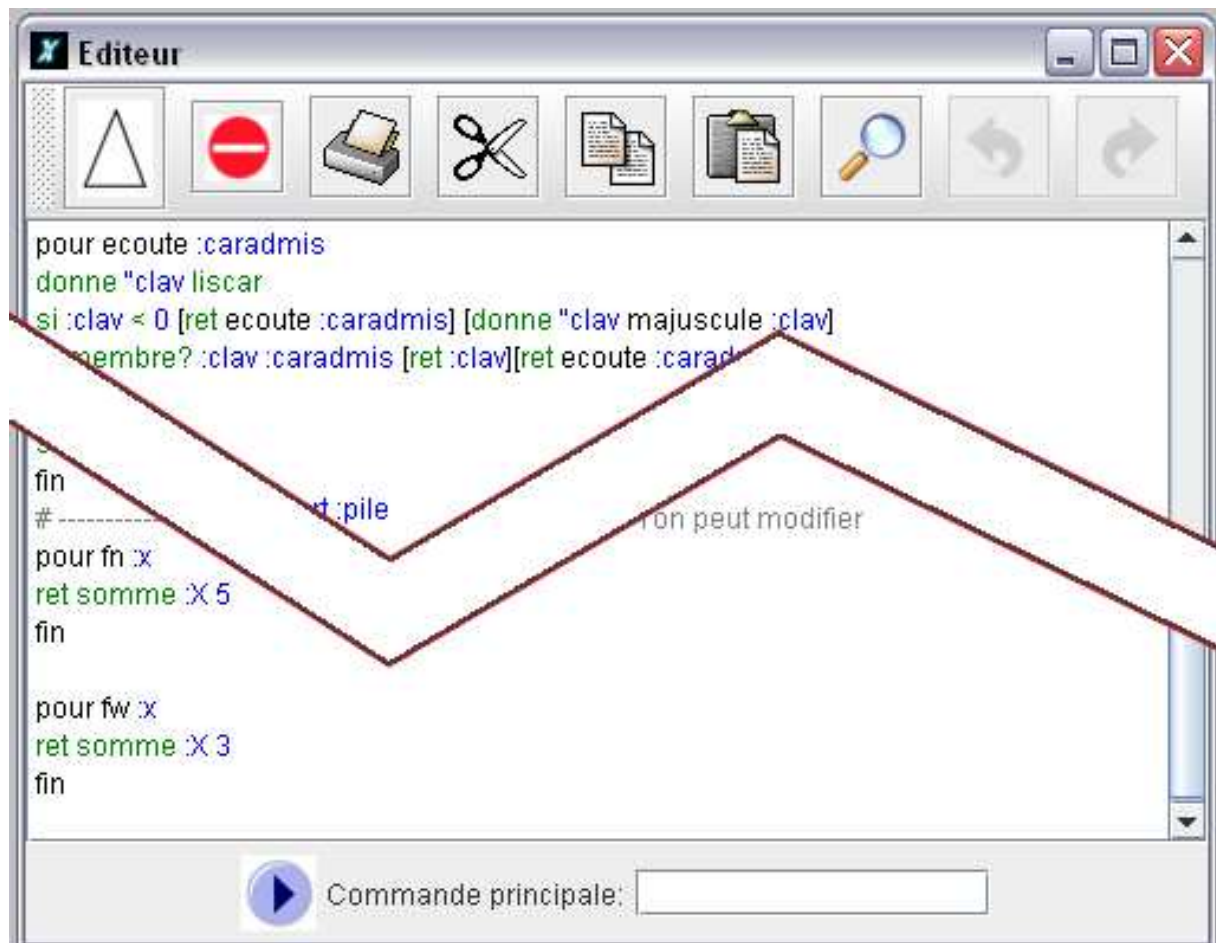 Editeur
pour ecoute :caradmis
donne "clav liscar
si :clav < 0 [ret ecoute :caradmis] [donne "clav majuscule :clav]
membre? :clav :caradmis [ret :clav][ret ecoute
fin
# ------------ :pile on peut modifier
pour fn :x
ret somme :X 5
fin
pour fw :x
ret somme :X 3
fin
Commande principale: